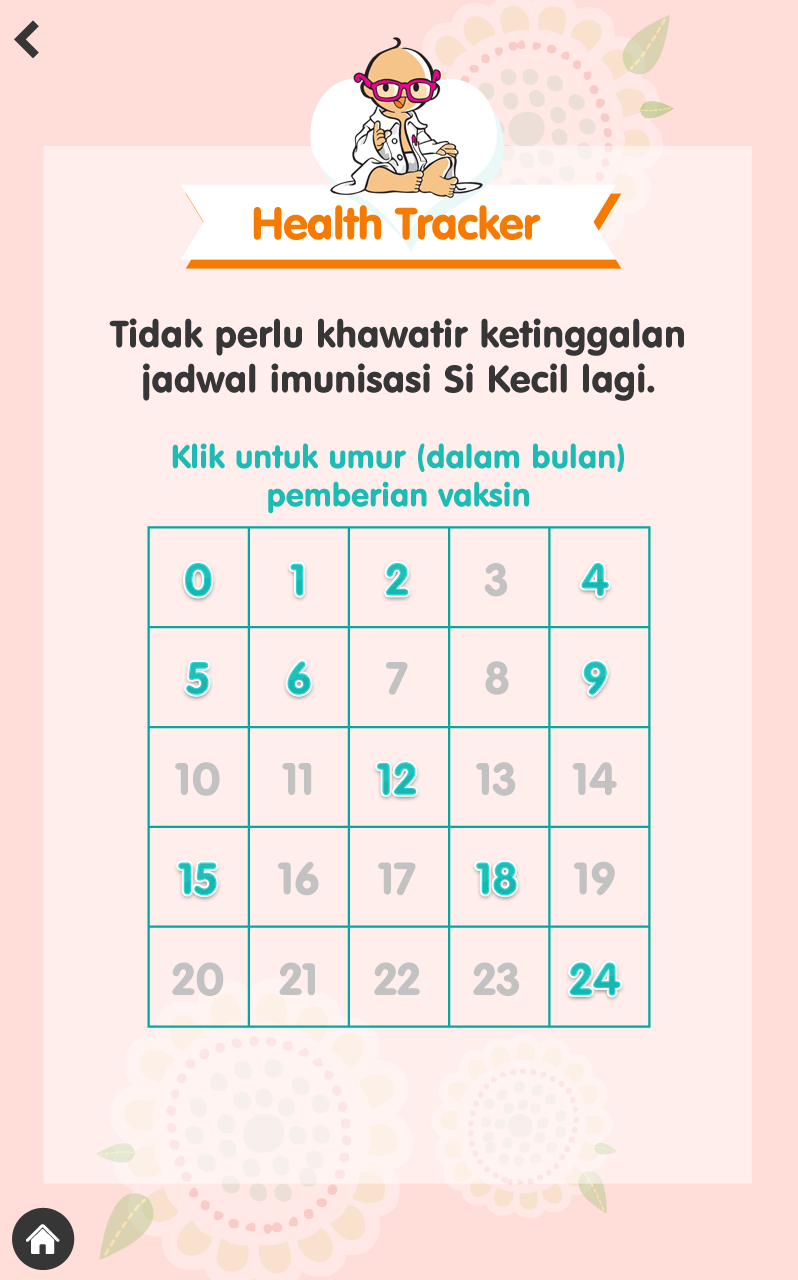 Health Tracker
Tidak perlu khawatir ketinggalan
jadwal imunisasi Si Kecil lagi.
Klik untuk umur (dalam bulan)
pemberian vaksin
0 1 2 3 4
5 6 7 8 9
10 11 12 13 14
15 16 17 18 19
20 21 22 23 24